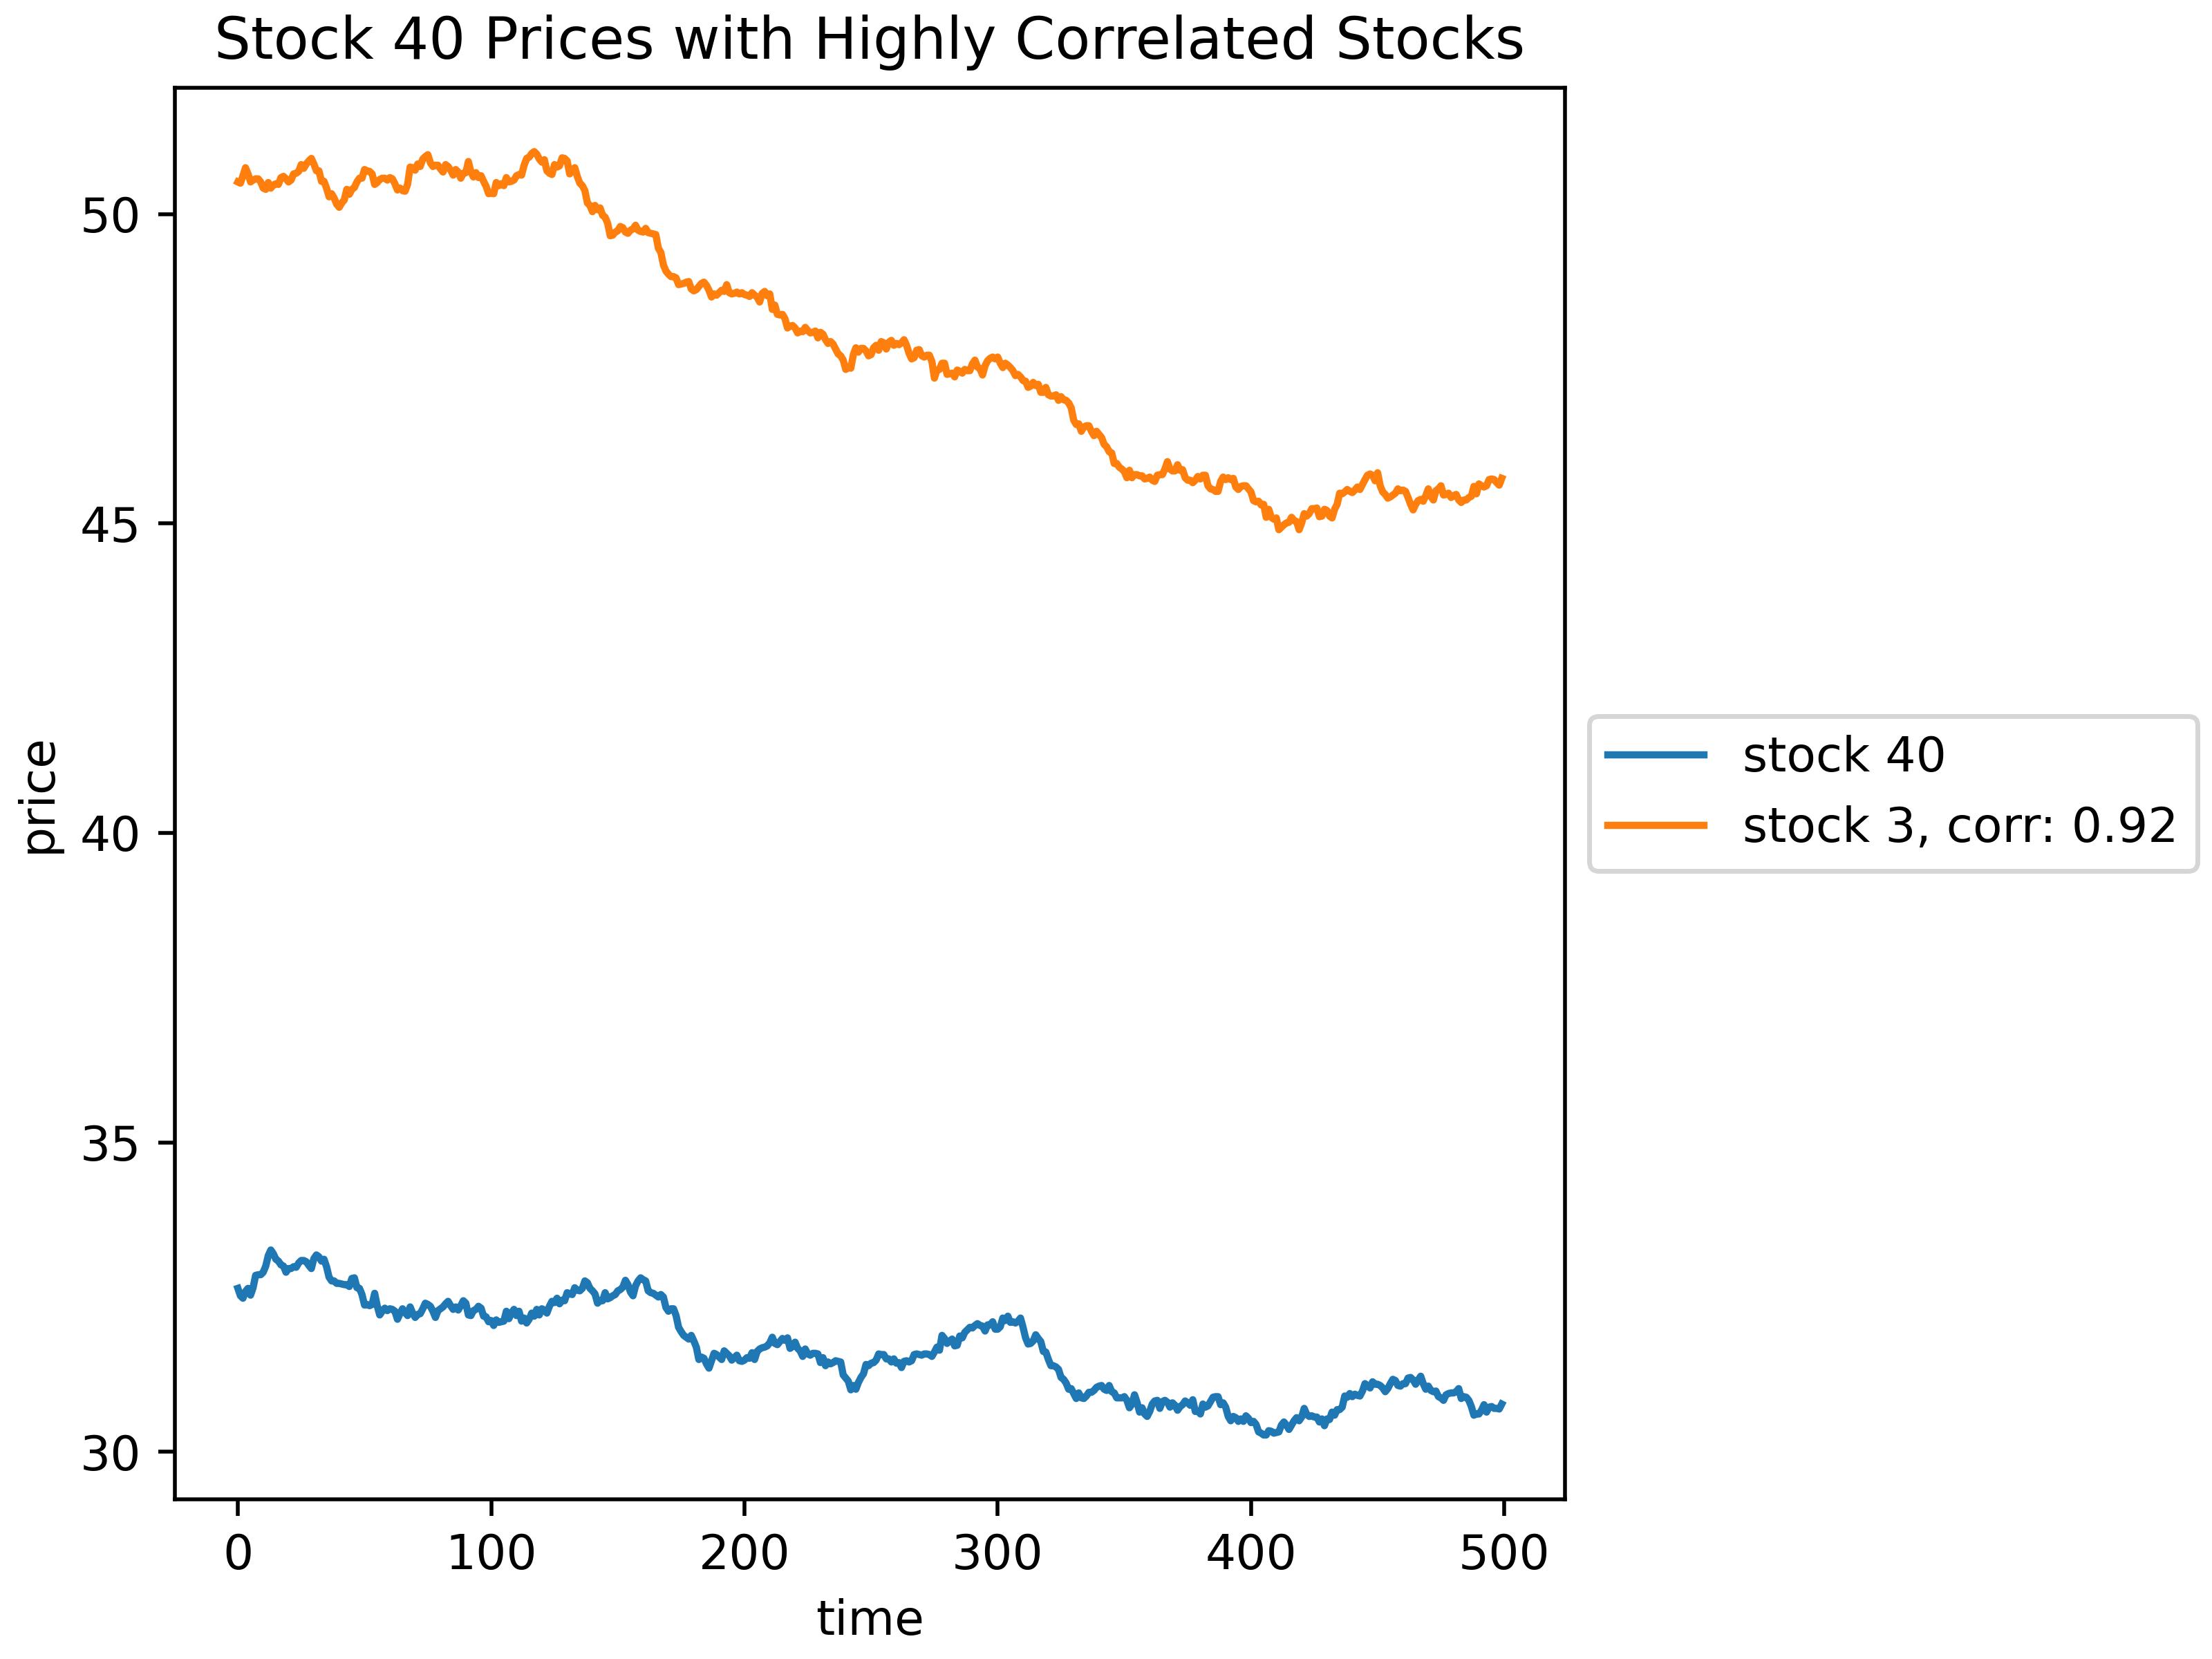 Stock 40 Prices with Highly Correlated Stocks
50
45
40
35
30
price
0 100 200 300 400 500
time
stock 40
stock 3, corr: 0.92